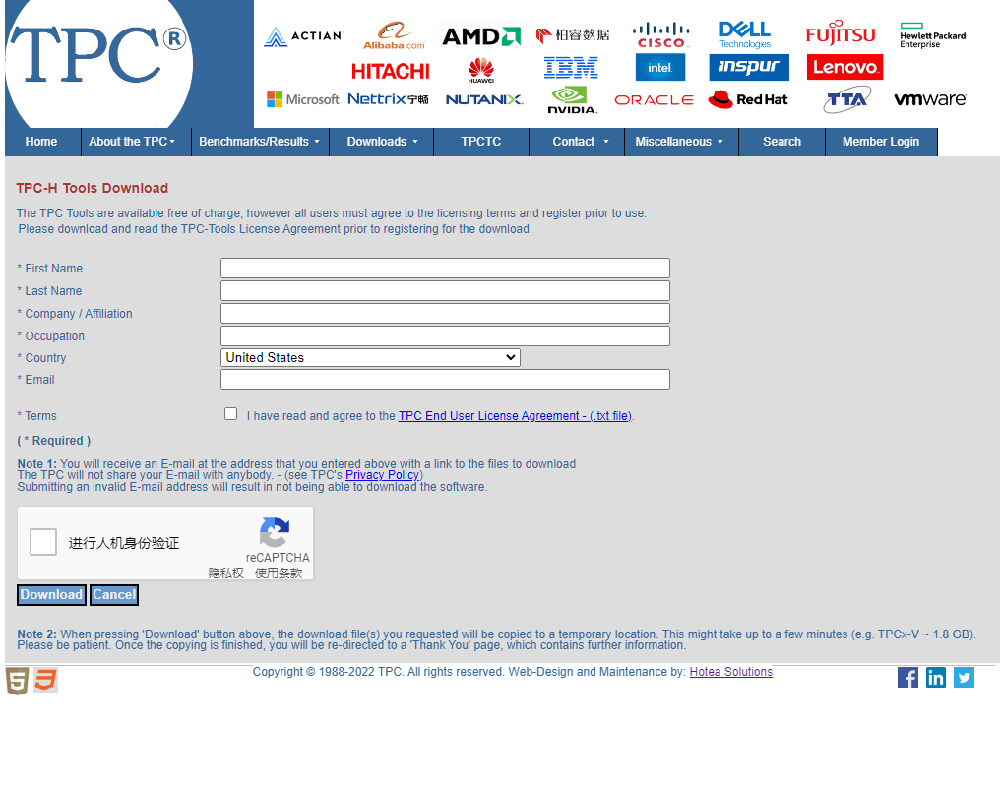 TPC®
ACTIAN
Alibaba.com
AMD
柏睿数据
CISCO
DELL
Technologies
FUJITSU
Hewlett Packard
Enterprise
HITACHI
HUAWEI
IBM
intel.
inspur
Lenovo
Microsoft
Nettrix宁畅
NUTANIX
NVIDIA.
ORACLE
RedHat
TTA
vmware
Home
About the TPC
Benchmarks/Results
Downloads
TPCTC
Contact
Miscellaneous
Search
Member Login
TPC-H Tools Download
The TPC Tools are available free of charge, however all users must agree to the licensing terms and register prior to use.
Please download and read the TPC-Tools License Agreement prior to registering for the download.
* First Name
* Last Name
* Company / Affiliation
* Occupation
* Country United States
* Email
* Terms I have read and agree to the TPC End User License Agreement - (.txt file).
( * Required )
Note 1: You will receive an E-mail at the address that you entered above with a link to the files to download
The TPC will not share your E-mail with anybody. - (see TPC's Privacy Policy)
Submitting an invalid E-mail address will result in not being able to download the software.
进行人机身份验证
reCAPTCHA
隐私权 - 使用条款
Download Cancel
Note 2: When pressing 'Download' button above, the download file(s) you requested will be copied to a temporary location. This might take up to a few minutes (e.g. TPCx-V ~ 1.8 GB).
Please be patient. Once the copying is finished, you will be re-directed to a 'Thank You' page, which contains further information.
Copyright © 1988-2022 TPC. All rights reserved. Web-Design and Maintenance by: Hotea Solutions